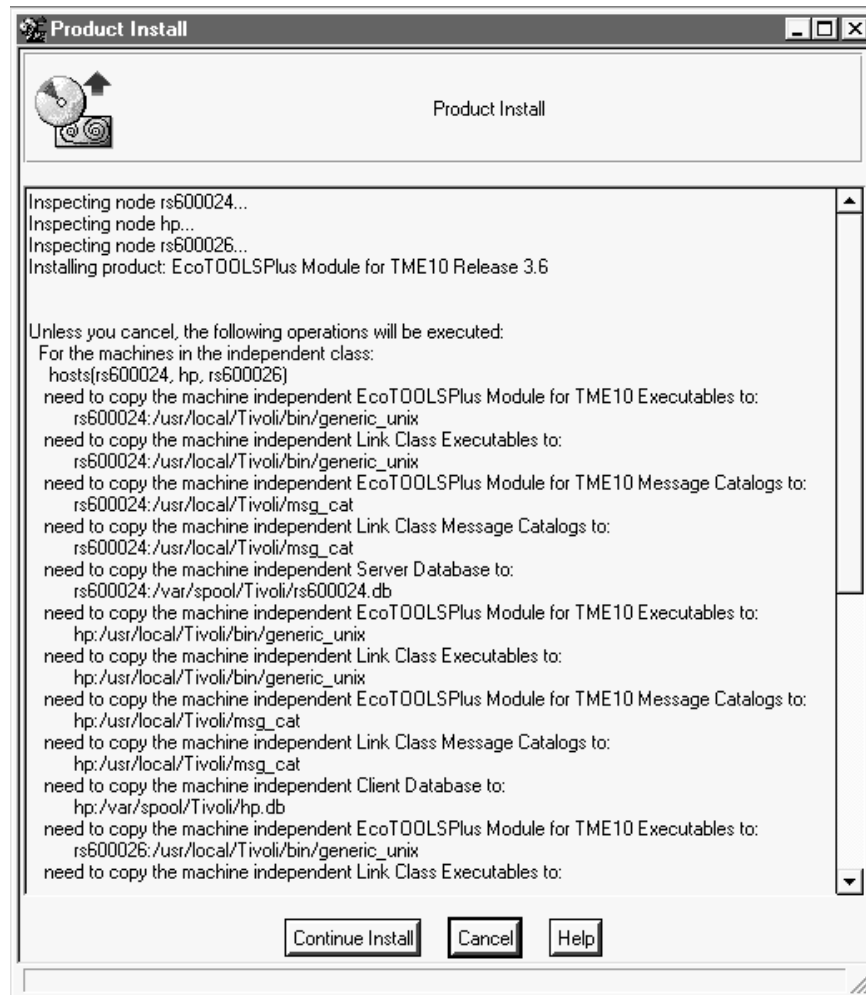 Product Install
Product Install
Inspecting node rs600024...
Inspecting node hp...
Inspecting node rs600026...
Installing product: EcoTOOLSPlus Module for TME10 Release 3.6
Unless you cancel, the following operations will be executed:
For the machines in the independent class:
hosts(rs600024, hp, rs600026)
need to copy the machine independent EcoTOOLSPlus Module for TME10 Executables to:
rs600024:/usr/local/Tivoli/bin/generic_unix
need to copy the machine independent Link Class Executables to:
rs600024:/usr/local/Tivoli/bin/generic_unix
need to copy the machine independent EcoTOOLSPlus Module for TME10 Message Catalogs to:
rs600024:/usr/local/Tivoli/msg_cat
need to copy the machine independent Link Class Message Catalogs to:
rs600024:/usr/local/Tivoli/msg_cat
need to copy the machine independent Server Database to:
rs600024:/var/spool/Tivoli/rs600024.db
need to copy the machine independent EcoTOOLSPlus Module for TME10 Executables to:
hp:/usr/local/Tivoli/bin/generic_unix
need to copy the machine independent Link Class Executables to:
hp:/usr/local/Tivoli/bin/generic_unix
need to copy the machine independent EcoTOOLSPlus Module for TME10 Message Catalogs to:
hp:/usr/local/Tivoli/msg_cat
need to copy the machine independent Link Class Message Catalogs to:
hp:/usr/local/Tivoli/msg_cat
need to copy the machine independent Client Database to:
hp:/var/spool/Tivoli/hp.db
need to copy the machine independent EcoTOOLSPlus Module for TME10 Executables to:
rs600026:/usr/local/Tivoli/bin/generic_unix
need to copy the machine independent Link Class Executables to:
Continue Install Cancel Help